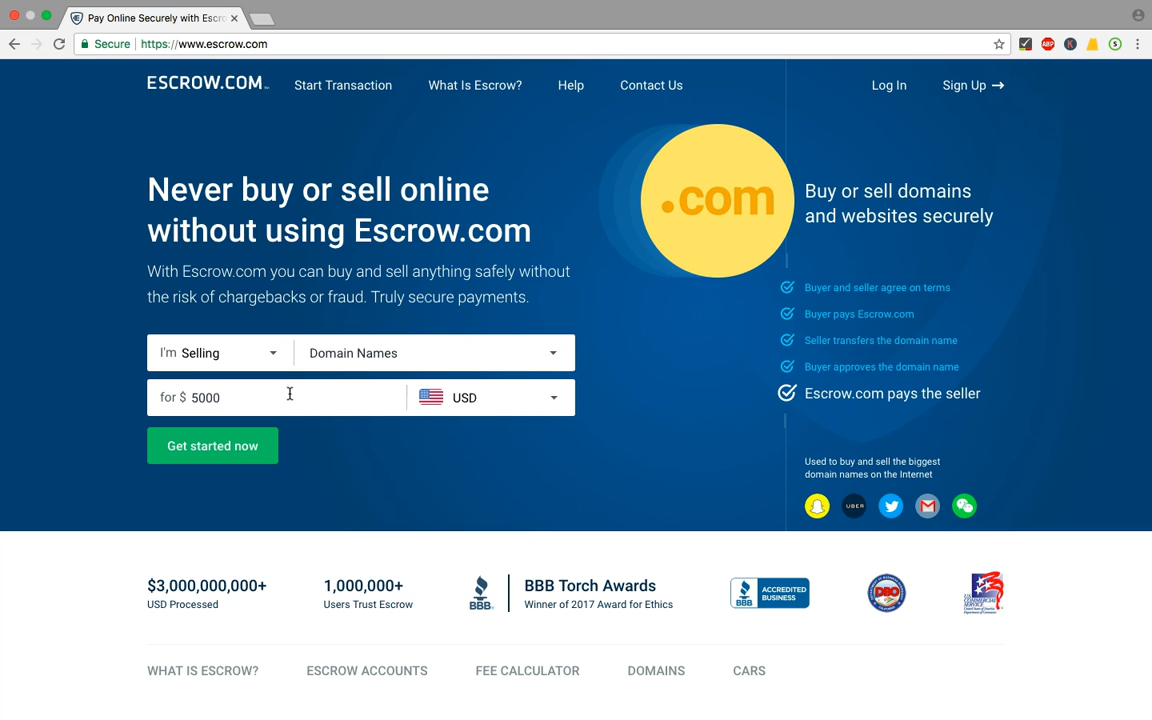 Pay Online Securely with Escro
Secure https://www.escrow.com
ABP K S
ESCROW.COM Start Transaction What Is Escrow? Help Contact Us Log In Sign Up →
Never buy or sell online
without using Escrow.com
With Escrow.com you can buy and sell anything safely without
the risk of chargebacks or fraud. Truly secure payments.
I'm Selling Domain Names
for $ 5000 USD
Get started now
.com
Buy or sell domains
and websites securely
Buyer and seller agree on terms
Buyer pays Escrow.com
Seller transfers the domain name
Buyer approves the domain name
Escrow.com pays the seller
Used to buy and sell the biggest
domain names on the Internet
UBER
$3,000,000,000+
USD Processed
1,000,000+
Users Trust Escrow
BBB
BBB Torch Awards
Winner of 2017 Award for Ethics
BBB ACCREDITED
BUSINESS
DBO
U.S.
COMMERCIAL
SERVICE
WHAT IS ESCROW? ESCROW ACCOUNTS FEE CALCULATOR DOMAINS CARS